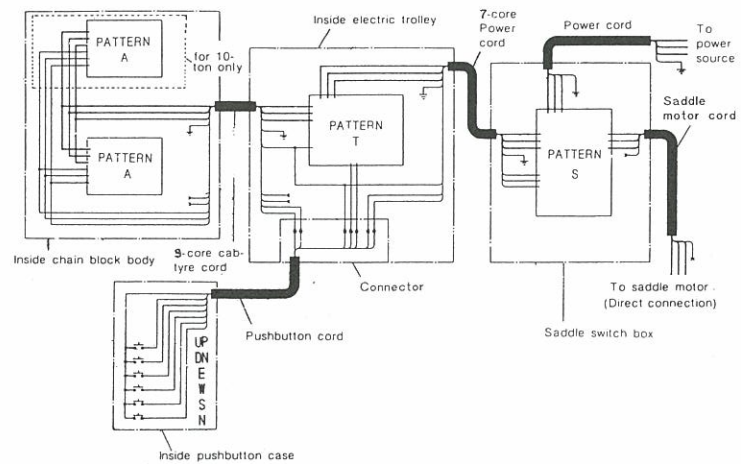 Inside electric trolley
7-core
Power
cord
Power cord
To
power
source
PATTERN
A
for 10-
ton only
PATTERN
T
Saddle
motor cord
PATTERN
A
PATTERN
S
Inside chain block body
9-core cab-
tyre cord
Connector
To saddle motor.
(Direct connection)
Pushbutton cord
Saddle switch box
UP
DN
E
W
S
N
Inside pushbutton case